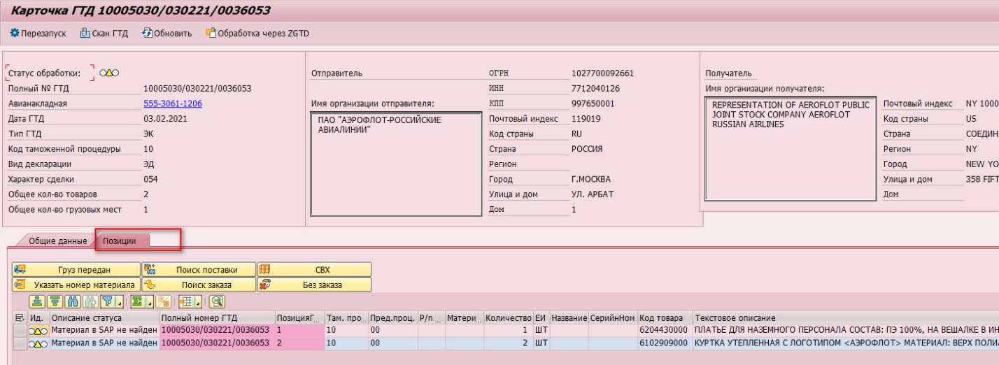 Карточка ГТД 10005030/030221/0036053
Перезапуск Скан ГТД Обновить Обработка через ZGTD
Статус обработки:
Полный № ГТД 10005030/030221/0036053
Авианакладная 555-3061-1206
Дата ГТД 03.02.2021
Тип ГТД ЭК
Код таможенной процедуры 10
Вид декларации ЭД
Характер сделки 054
Общее кол-во товаров 2
Общее кол-во грузовых мест 1
Отправитель
Имя организации отправителя:
ПАО "АЭРОФЛОТ-РОССИЙСКИЕ
АВИАЛИНИИ"
ОГРН 1027700092661
ИНН 7712040126
КПП 997650001
Почтовый индекс 119019
Код страны RU
Страна РОССИЯ
Регион
Город Г.МОСКВА
Улица и дом УЛ. АРБАТ
Дом 1
Получатель
Имя организации получателя:
REPRESENTATION OF AEROFLOT PUBLIC
JOINT STOCK COMPANY AEROFLOT
RUSSIAN AIRLINES
Почтовый индекс NY 1000
Код страны US
Страна СОЕДИН
Регион NY
Город NEW YO
Улица и дом 358 FIFT
Дом
Общие данные Позиции
Груз передан Поиск поставки СВХ
Указать номер материала Поиск заказа Без заказа
Ид. Описание статуса Полный номер ГТД ПозицияГ... Там. про... Пред.проц. Р/п ... Матери... Количество ЕИ Название СерийнНом Код товара Текстовое описание
Материал в SAP не найден 10005030/030221/0036053 1 10 00 1 ШТ 6204430000 ПЛАТЬЕ ДЛЯ НАЗЕМНОГО ПЕРСОНАЛА СОСТАВ: ПЭ 100%, НА ВЕШАЛКЕ В ИН
Материал в SAP не найден 10005030/030221/0036053 2 10 00 2 ШТ 6102909000 КУРТКА УТЕПЛЕННАЯ С ЛОГОТИПОМ <АЭРОФЛОТ> МАТЕРИАЛ: ВЕРХ ПОЛИ